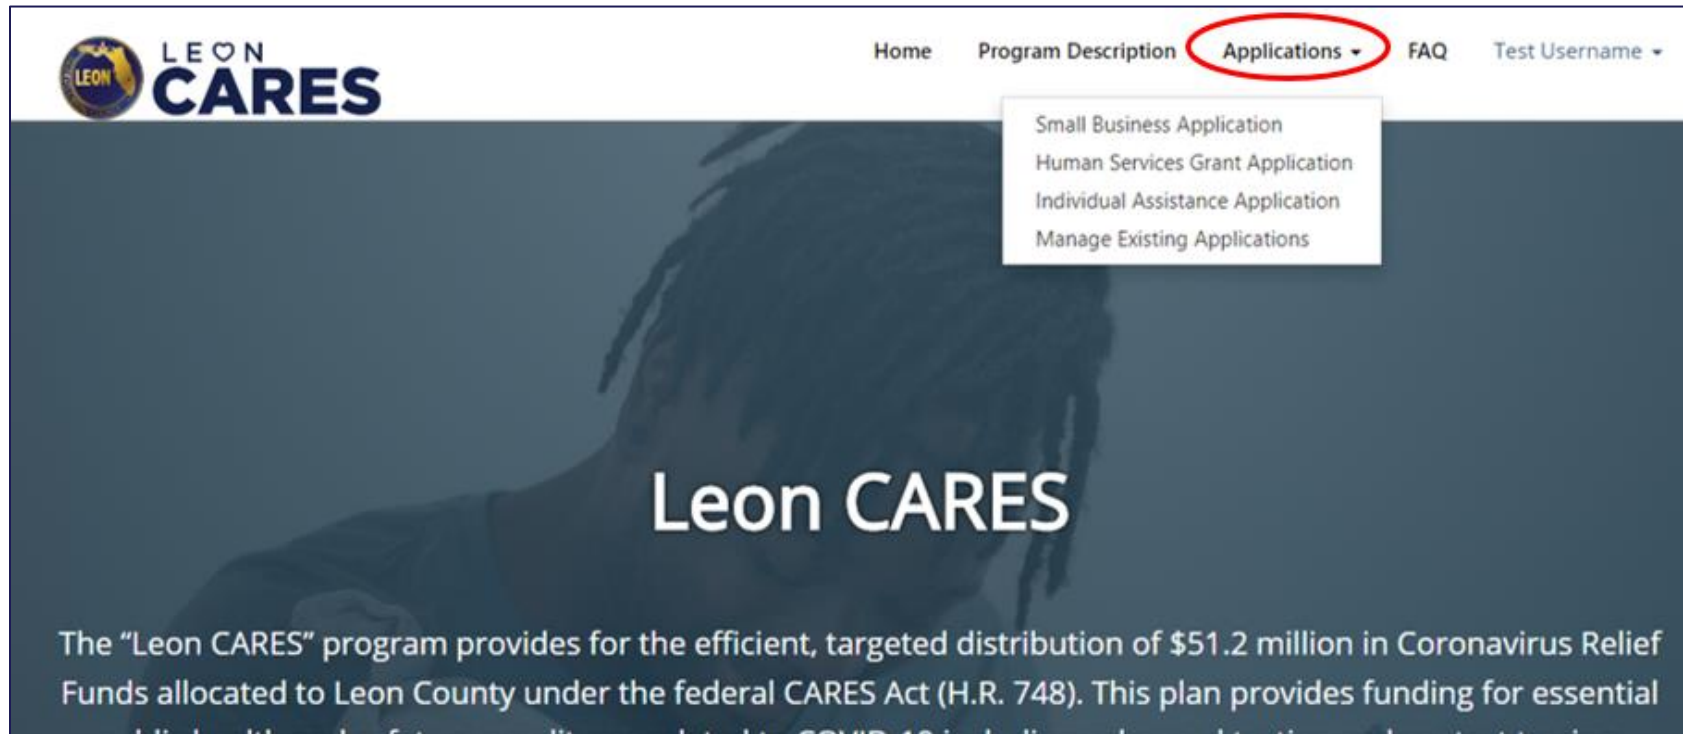 LEON
LEON
CARES
Home Program Description Applications FAQ Test Username
Small Business Application
Human Services Grant Application
Individual Assistance Application
Manage Existing Applications
Leon CARES
The “Leon CARES” program provides for the efficient, targeted distribution of $51.2 million in Coronavirus Relief
Funds allocated to Leon County under the federal CARES Act (H.R. 748). This plan provides funding for essential